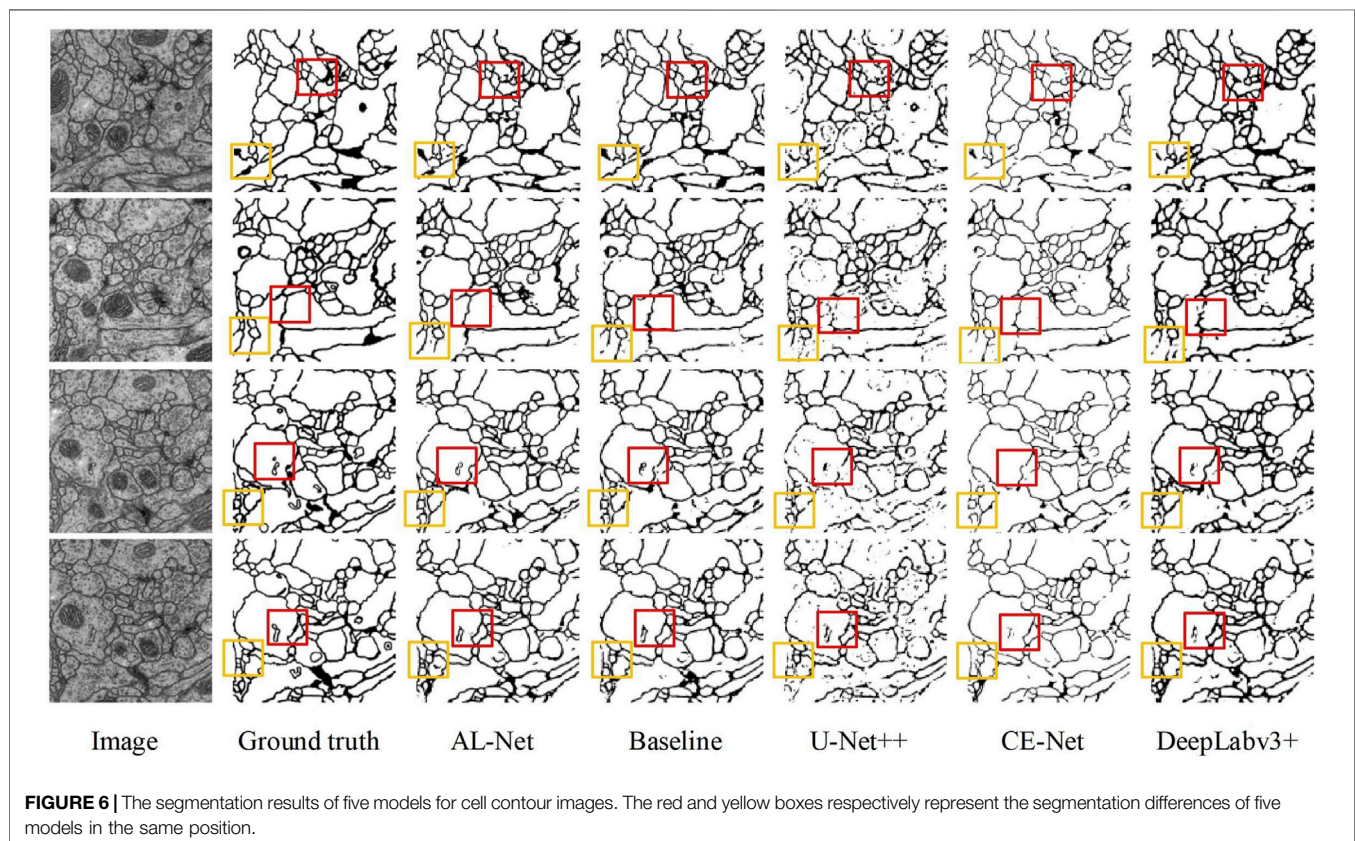 Image Ground truth AL-Net Baseline U-Net++ CE-Net DeepLabv3+
FIGURE 6 | The segmentation results of five models for cell contour images. The red and yellow boxes respectively represent the segmentation differences of five
models in the same position.